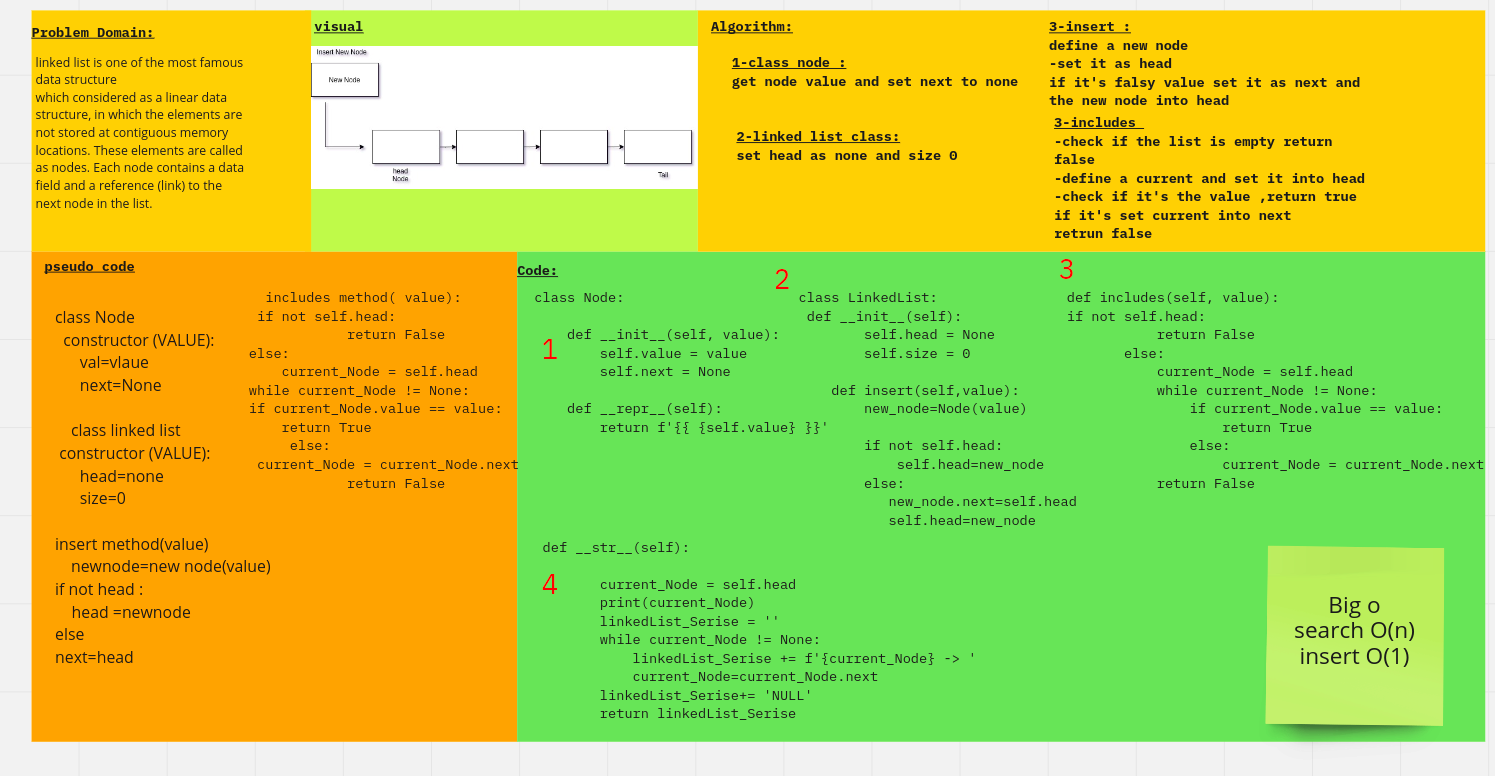 Problem Domain:
linked list is one of the most famous
data structure
which considered as a linear data
structure, in which the elements are
not stored at contiguous memory
locations. These elements are called
as nodes. Each node contains a data
field and a reference (link) to the
next node in the list.
visual
Insert New Node
New Node
head
Node
Tail
Algorithm:
1-class node :
get node value and set next to none
2-linked list class:
set head as none and size 0
3-insert :
define a new node
-set it as head
if it's falsy value set it as next and
the new node into head
3-includes
-check if the list is empty return
false
-define a current and set it into head
-check if it's the value ,return true
if it's set current into next
retrun false
pseudo code
class Node
constructor (VALUE):
val=vlaue
next=None
class linked list
constructor (VALUE):
head=none
size=0
insert method(value)
newnode=new node(value)
if not head :
head =newnode
else
next=head
includes method( value):
if not self.head:
return False
else:
current_Node = self.head
while current_Node != None:
if current_Node.value == value:
return True
else:
current_Node = current_Node.next
return False
Code:
1
class Node:
def __init__(self, value):
self.value = value
self.next = None
def __repr__(self):
return f'{{ {self.value} }}'
2
class LinkedList:
def __init__(self):
self.head = None
self.size = 0
def insert(self,value):
new_node=Node(value)
if not self.head:
self.head=new_node
else:
new_node.next=self.head
self.head=new_node
3
def includes(self, value):
if not self.head:
return False
else:
current_Node = self.head
while current_Node != None:
if current_Node.value == value:
return True
else:
current_Node = current_Node.next
return False
4
def __str__(self):
current_Node = self.head
print(current_Node)
linkedList_Serise = ''
while current_Node != None:
linkedList_Serise += f'{current_Node} -> '
current_Node=current_Node.next
linkedList_Serise+= 'NULL'
return linkedList_Serise
Big o
search O(n)
insert O(1)